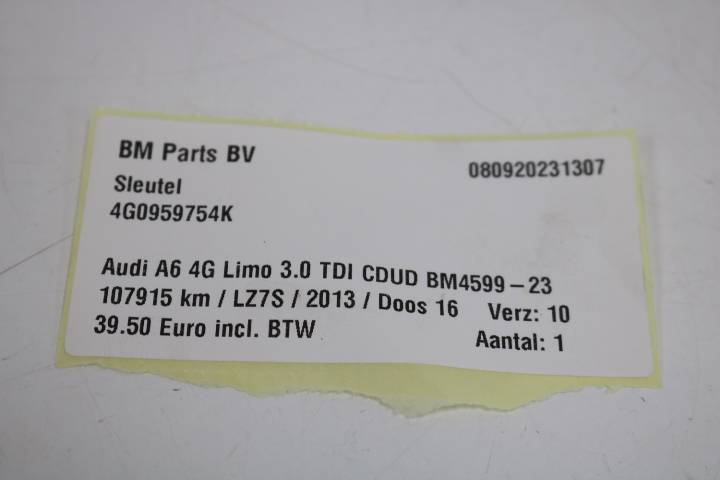 BM Parts BV
080920231307
Sleutel
4G0959754K
Audi A6 4G Limo 3.0 TDI CDUD BM4599-23
107915 km / LZ7S / 2013 / Doos 16 Verz: 10
39.50 Euro incl. BTW Aantal: 1